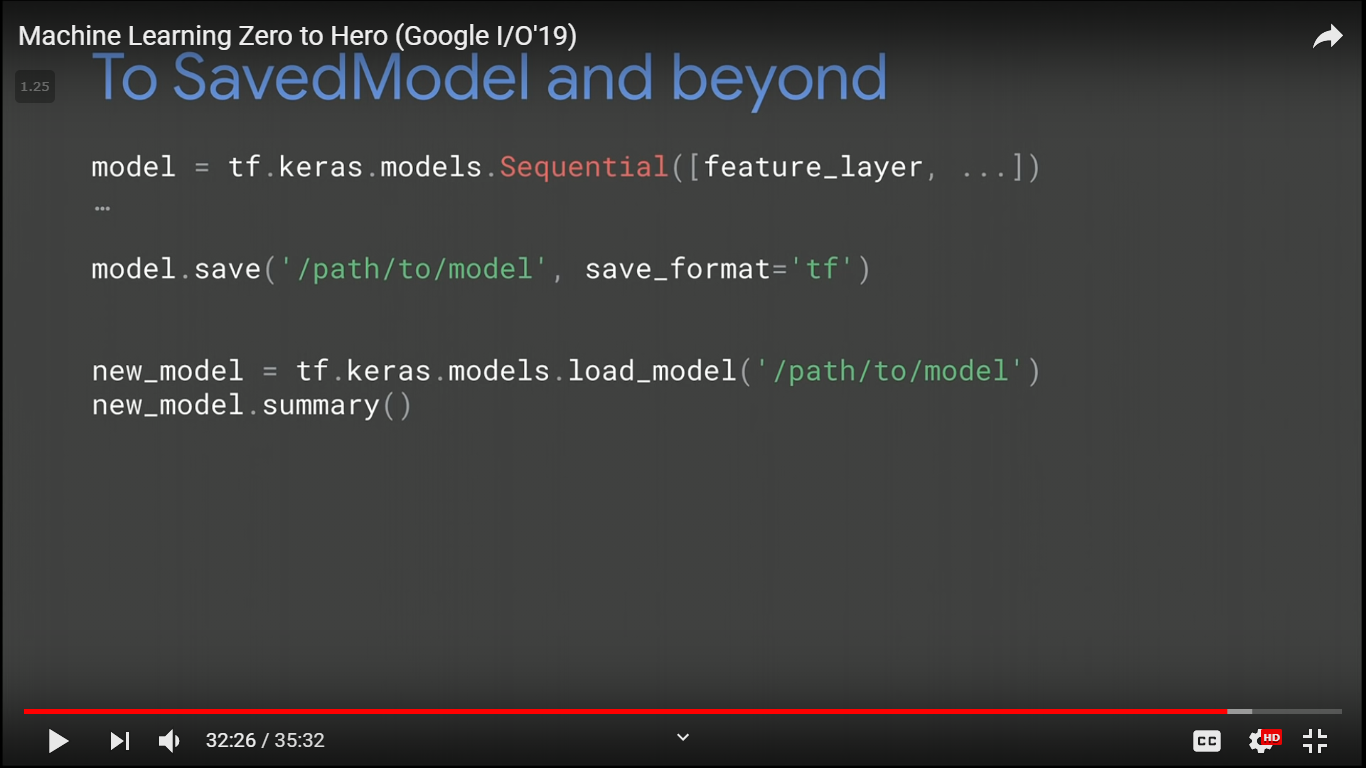 Machine Learning Zero to Hero (Google I/O'19)
1.25
To SavedModel and beyond
model = tf.keras.models.Sequential([feature_layer, ...])
…
model.save('/path/to/model', save_format='tf')
new_model = tf.keras.models.load_model('/path/to/model')
new_model.summary()
32:26 / 35:32
CC
HD